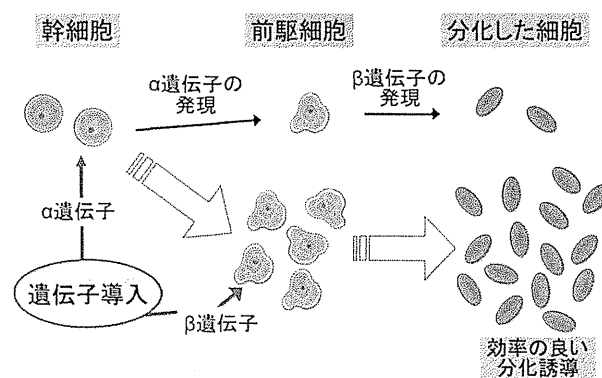 幹細胞
前駆細胞
分化した細胞
α遺伝子の
発現
β遺伝子の
発現
α遺伝子
遺伝子導入
β遺伝子
効率の良い
分化誘導